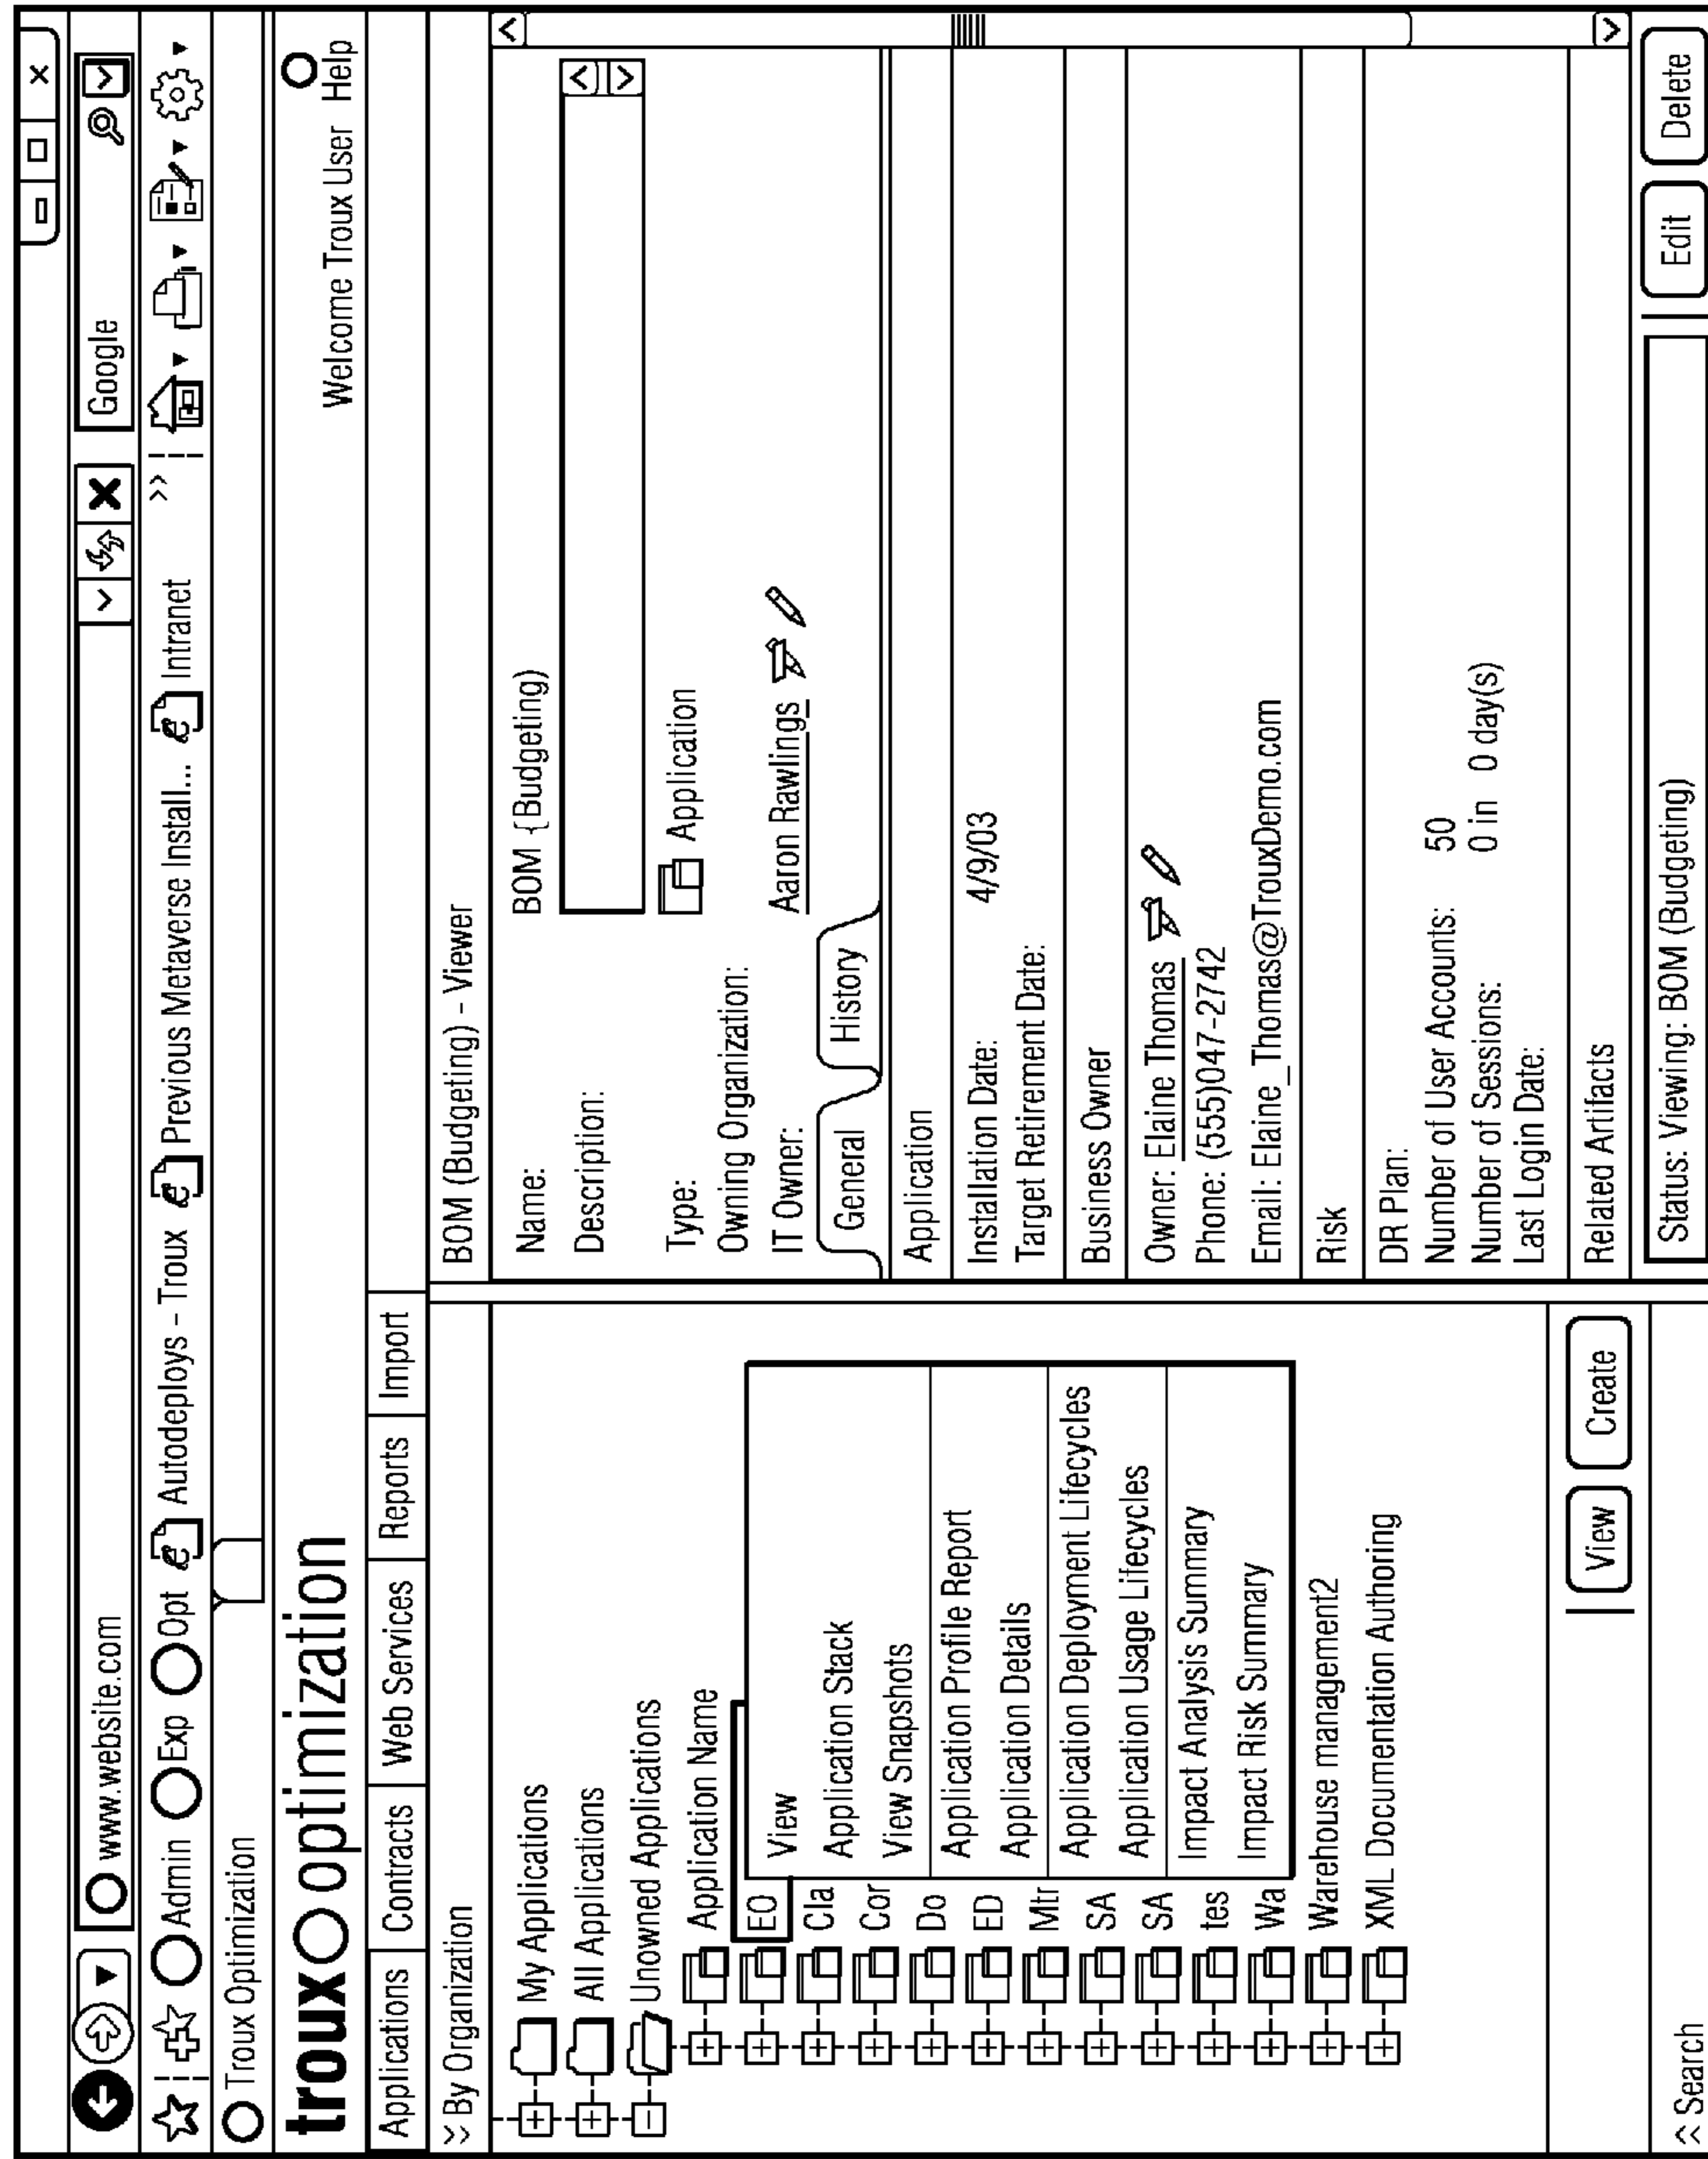 www.website.com
Google
Admin Exp Opt Autodeploys - Troux Previous Metaverse Install... Intranet >>
Troux Optimization
troux optimization
Welcome Troux User Help
Applications Contracts Web Services Reports Import
By Organization
My Applications
All Applications
Unowned Applications
Application Name
EO
Cla
Cor
Do
ED
Mtr
SA
SA
tes
Wa
Warehouse management2
XML Documentation Authoring
View
Application Stack
View Snapshots
Application Profile Report
Application Details
Application Deployment Lifecycles
Application Usage Lifecycles
Impact Analysis Summary
Impact Risk Summary
View Create
Search
BOM (Budgeting) - Viewer
Name: BOM {Budgeting)
Description:
Type: Application
Owning Organization:
IT Owner: Aaron Rawlings
General History
Application
Installation Date: 4/9/03
Target Retirement Date:
Business Owner
Owner: Elaine Thomas
Phone: (555)047-2742
Email: Elaine_Thomas@TrouxDemo.com
Risk
DR Plan:
Number of User Accounts: 50
Number of Sessions: 0 in 0 day(s)
Last Login Date:
Related Artifacts
Status: Viewing: BOM (Budgeting)
Edit Delete